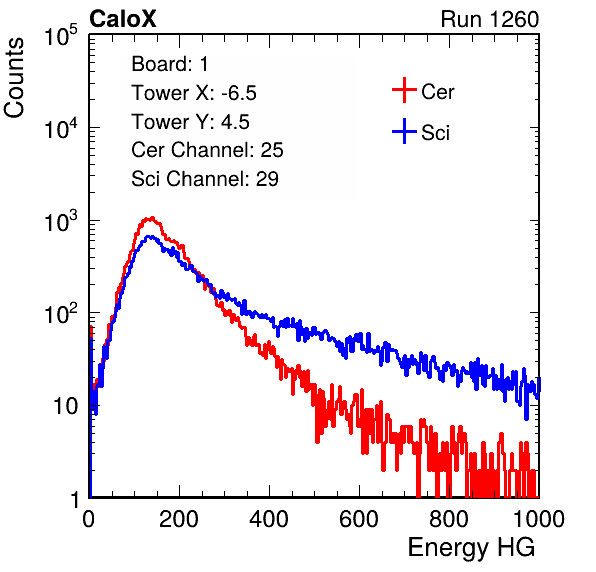 CaloX Run 1260
Counts
Board: 1
Tower X: -6.5
Tower Y: 4.5
Cer Channel: 25
Sci Channel: 29
Cer
Sci
10^5
10^4
10^3
10^2
10
1
0 200 400 600 800 1000
Energy HG